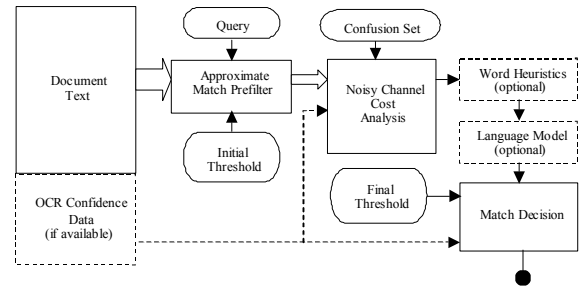 Query
Confusion Set
Document
Text
Approximate
Match Prefilter
Noisy Channel
Cost
Analysis
Word Heuristics
(optional)
Language Model
(optional)
Initial
Threshold
Final
Threshold
OCR Confidence
Data
(if available)
Match Decision